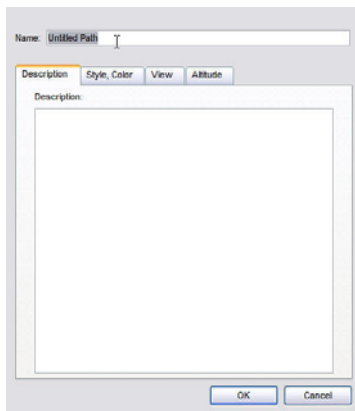 Name: Untitled Path
Description Style, Color View Altitude
Description:
OK Cancel